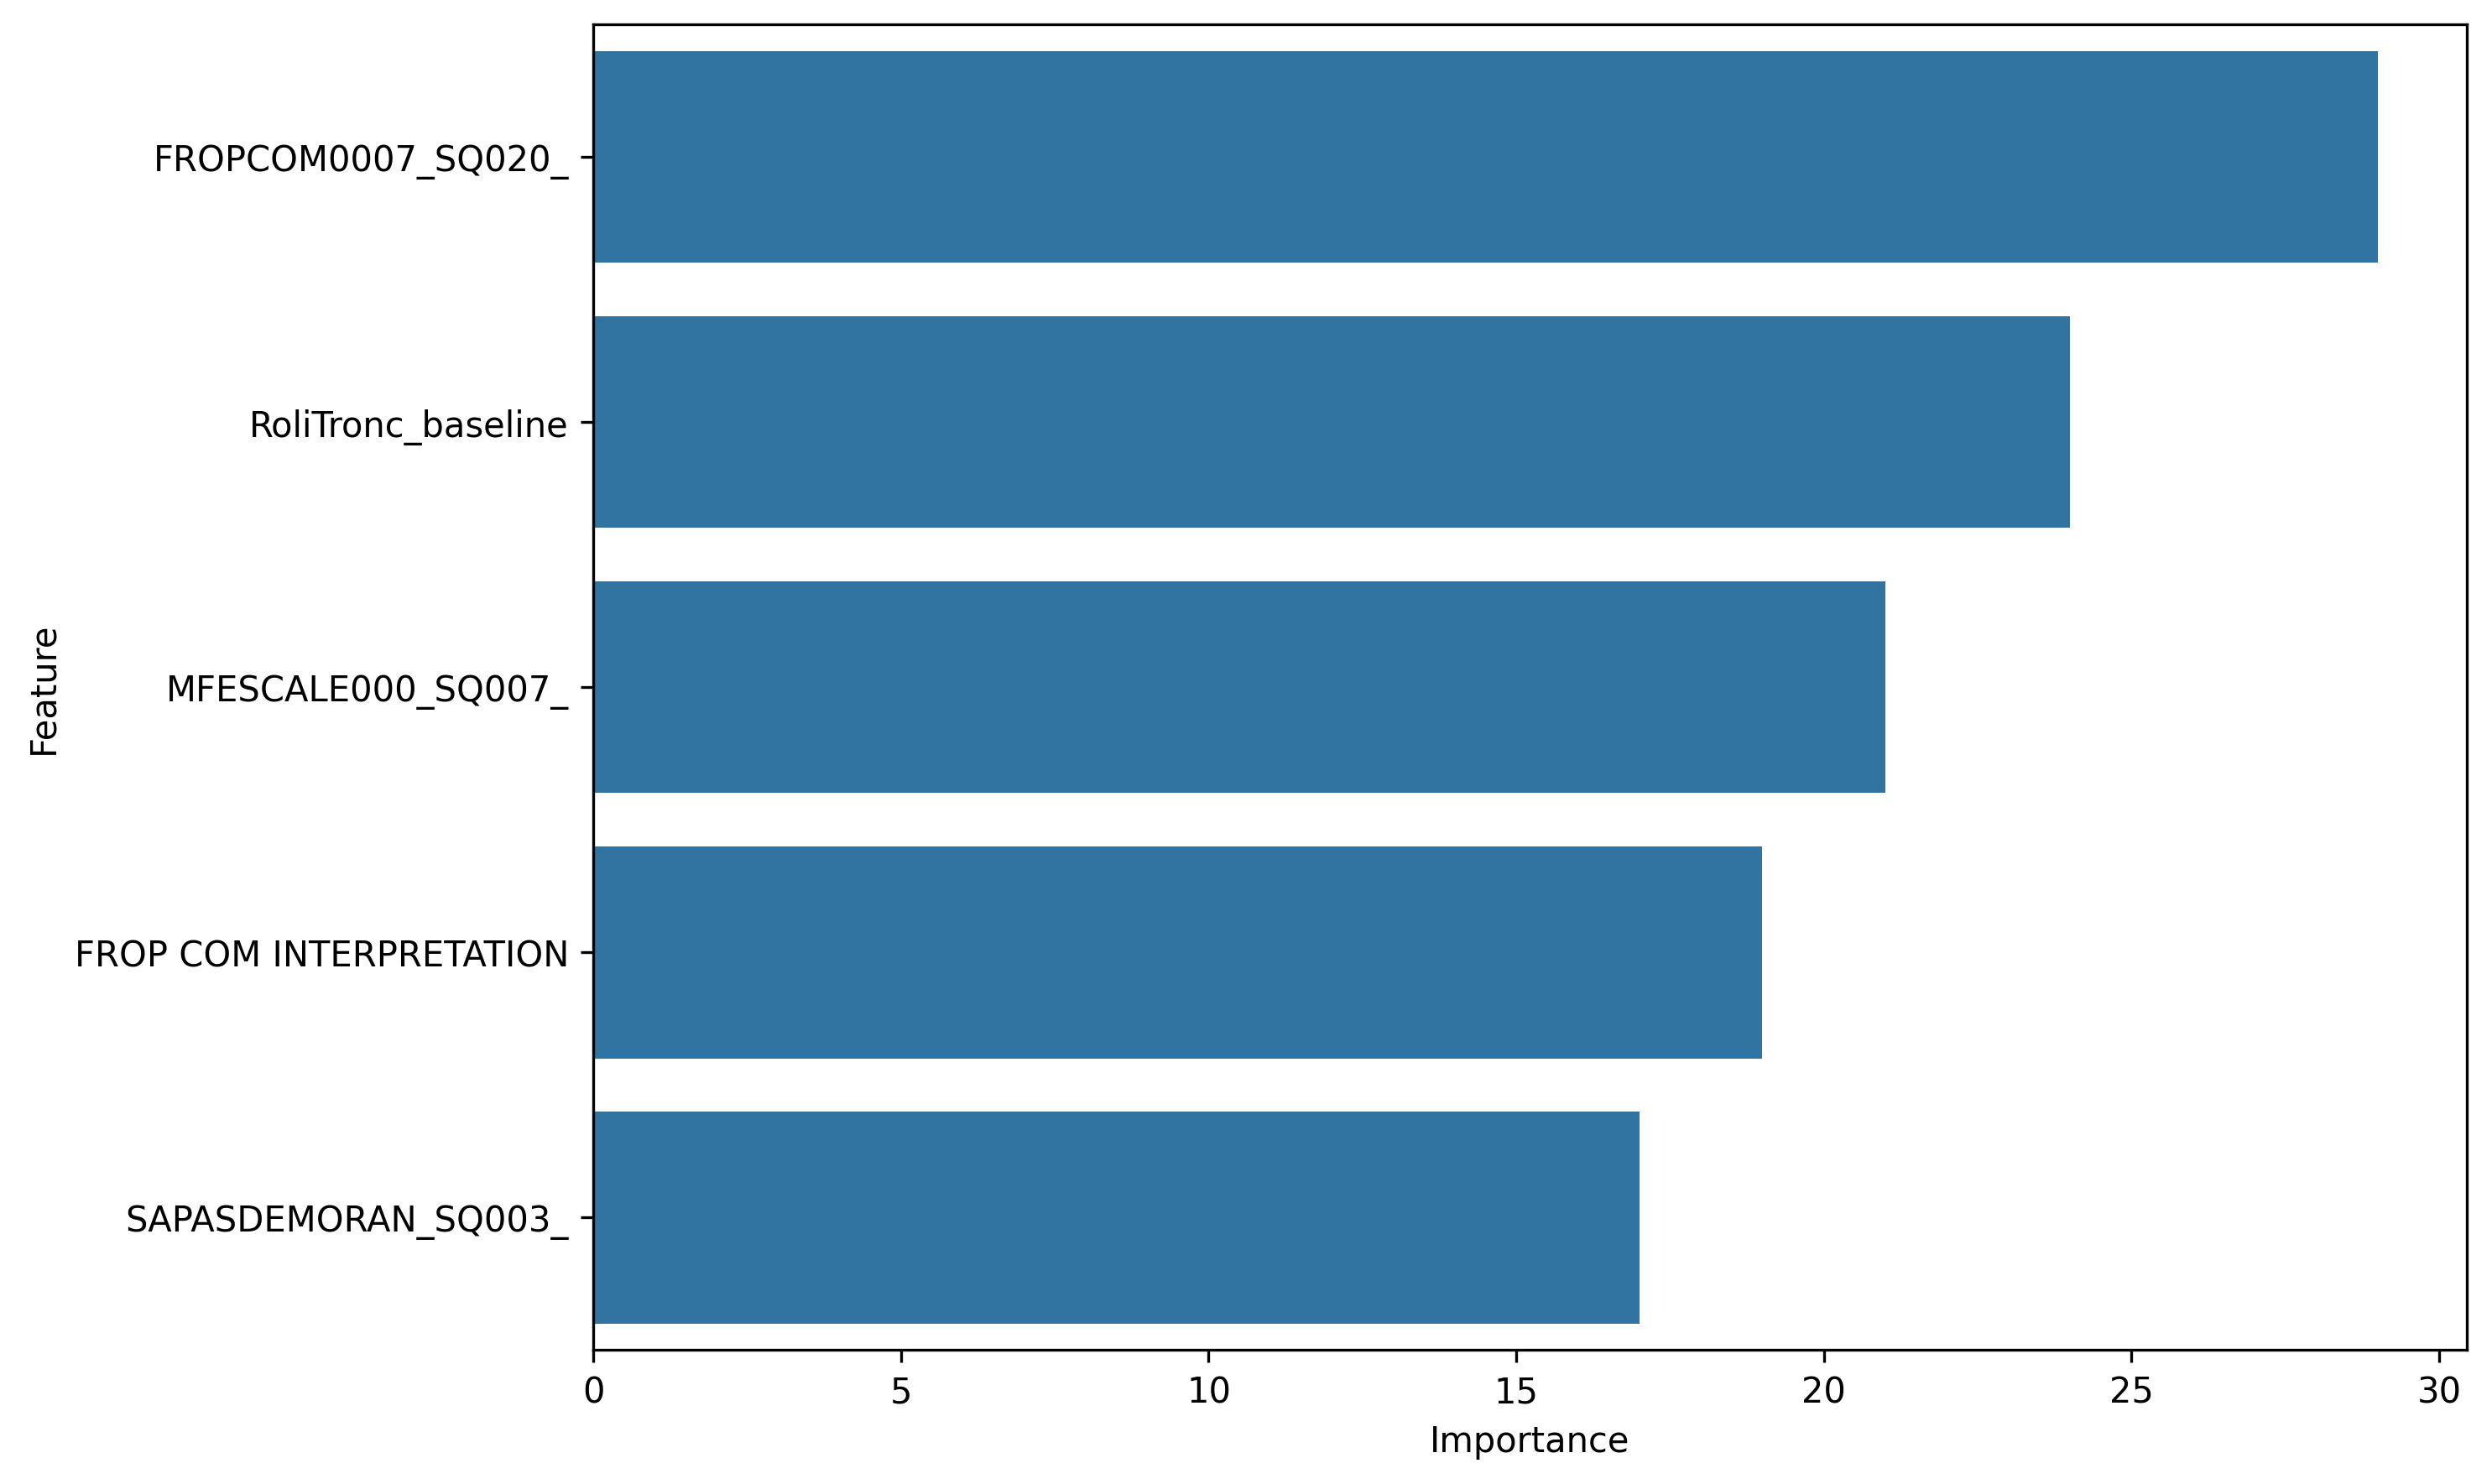 FROPCOM0007_SQ020_
RoliTronc_baseline
MFESCALE000_SQ007_
FROP COM INTERPRETATION
SAPASDEMORAN_SQ003_
Feature
0 5 10 15 20 25 30
Importance